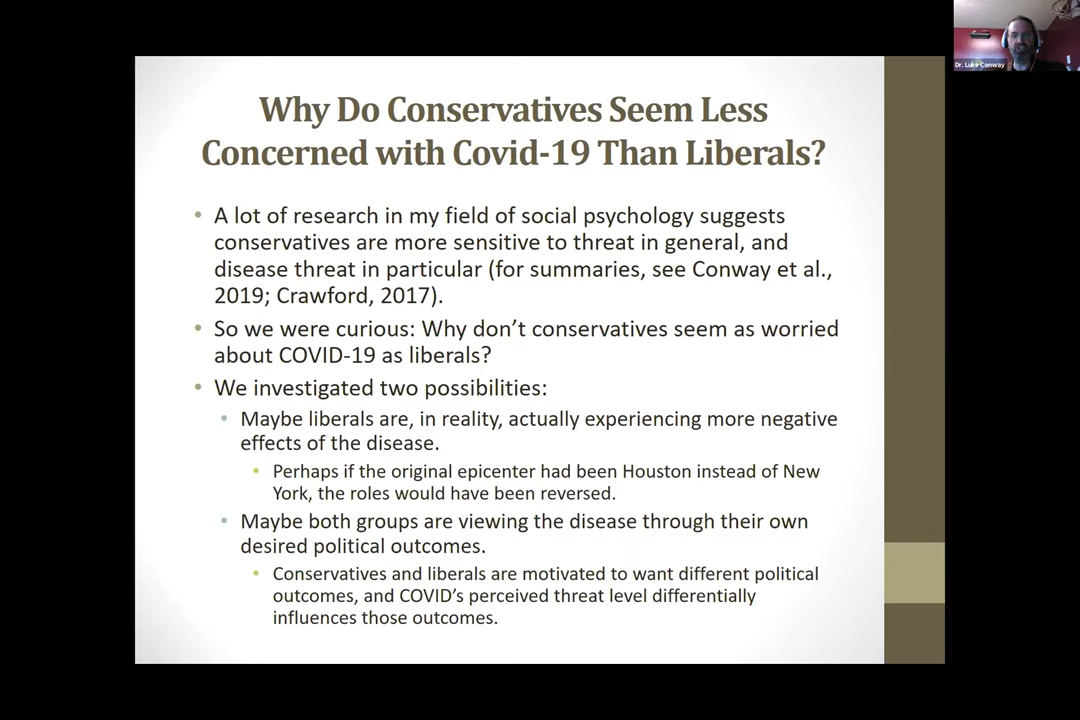 Why Do Conservatives Seem Less
Concerned with Covid-19 Than Liberals?
• A lot of research in my field of social psychology suggests
conservatives are more sensitive to threat in general, and
disease threat in particular (for summaries, see Conway et al.,
2019; Crawford, 2017).
• So we were curious: Why don't conservatives seem as worried
about COVID-19 as liberals?
• We investigated two possibilities:
• Maybe liberals are, in reality, actually experiencing more negative
effects of the disease.
• Perhaps if the original epicenter had been Houston instead of New
York, the roles would have been reversed.
• Maybe both groups are viewing the disease through their own
desired political outcomes.
• Conservatives and liberals are motivated to want different political
outcomes, and COVID's perceived threat level differentially
influences those outcomes.
Dr. Luke Conway